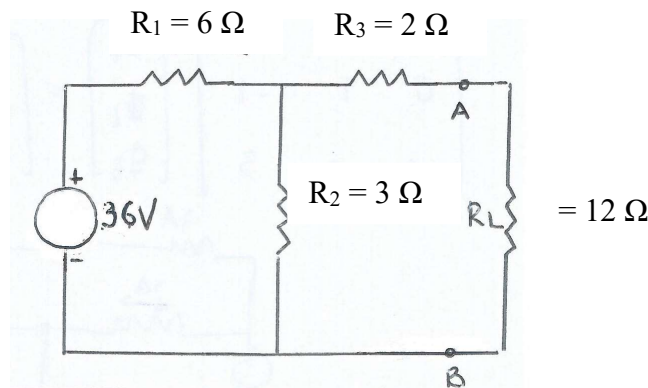 R₁ = 6 Ω R₃ = 2 Ω
A
+
36V
R₂ = 3 Ω
RL = 12 Ω
-
B